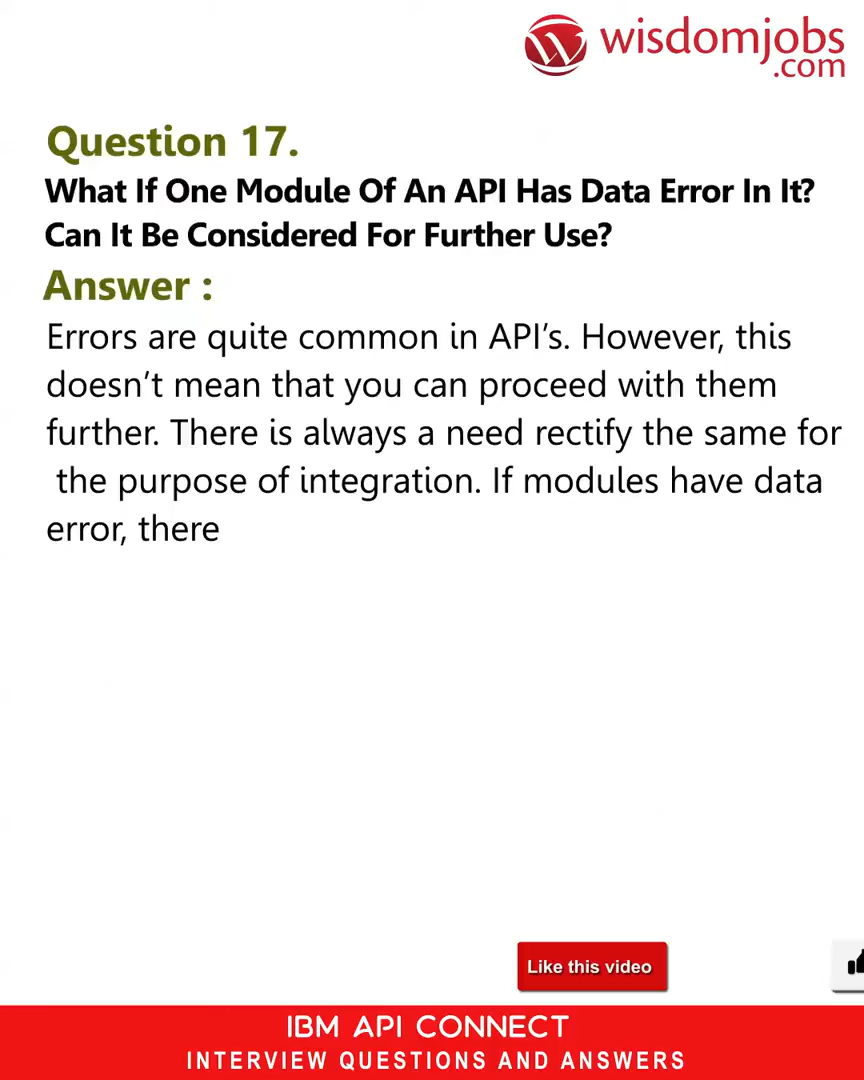 wisdomjobs
.com
Question 17.
What If One Module Of An API Has Data Error In It?
Can It Be Considered For Further Use?
Answer :
Errors are quite common in API’s. However, this
doesn’t mean that you can proceed with them
further. There is always a need rectify the same for
the purpose of integration. If modules have data
error, there
Like this video
IBM API CONNECT
INTERVIEW QUESTIONS AND ANSWERS